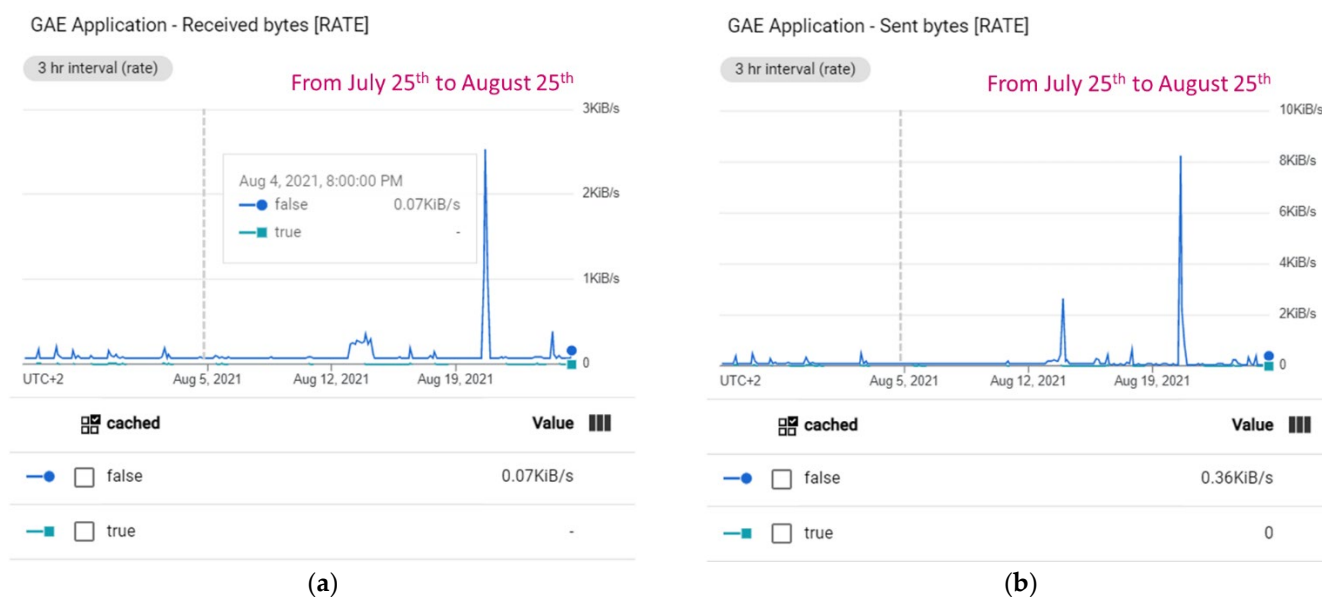 GAE Application - Received bytes [RATE]
3 hr interval (rate)
From July 25th to August 25th
3KiB/s
Aug 4, 2021, 8:00:00 PM
false 0.07KiB/s
true -
2KiB/s
1KiB/s
0
UTC+2 Aug 5, 2021 Aug 12, 2021 Aug 19, 2021
cached Value
false 0.07KiB/s
true -
(a)
GAE Application - Sent bytes [RATE]
3 hr interval (rate)
From July 25th to August 25th
10KiB/s
8KiB/s
6KiB/s
4KiB/s
2KiB/s
0
UTC+2 Aug 5, 2021 Aug 12, 2021 Aug 19, 2021
cached Value
false 0.36KiB/s
true 0
(b)